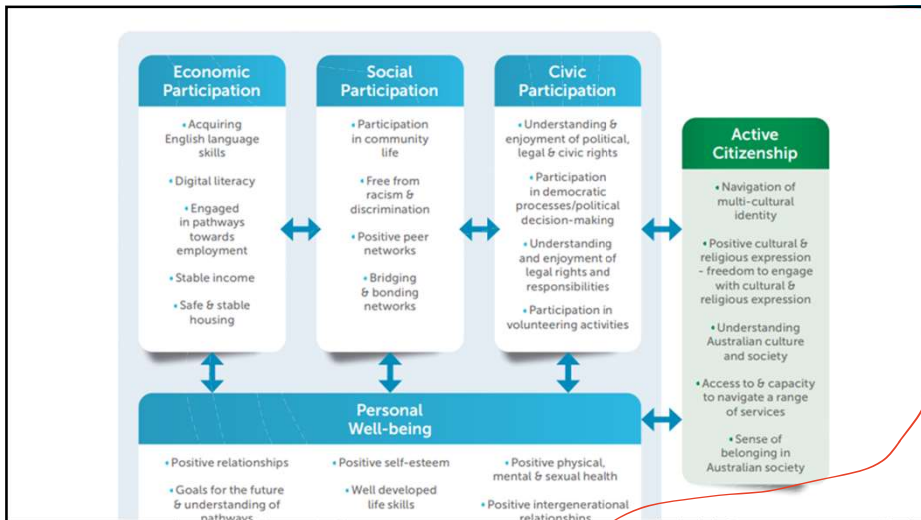 Economic
Participation
• Acquiring
English language
skills
• Digital literacy
• Engaged
in pathways
towards
employment
• Stable income
• Safe & stable
housing
Social
Participation
• Participation
in community
life
• Free from
racism &
discrimination
• Positive peer
networks
• Bridging
& bonding
networks
Civic
Participation
• Understanding &
enjoyment of political,
legal & civic rights
• Participation
in democratic
processes/political
decision-making
• Understanding
and enjoyment of
legal rights and
responsibilities
• Participation in
volunteering activities
Active
Citizenship
• Navigation of
multi-cultural
identity
• Positive cultural &
religious expression
- freedom to engage
with cultural &
religious expression
• Understanding
Australian culture
and society
• Access to & capacity
to navigate a range
of services
• Sense of
belonging in
Australian society
Personal
Well-being
• Positive relationships
• Goals for the future
& understanding of
pathways
• Positive self-esteem
• Well developed
life skills
• Positive physical,
mental & sexual health
• Positive intergenerational
relationships